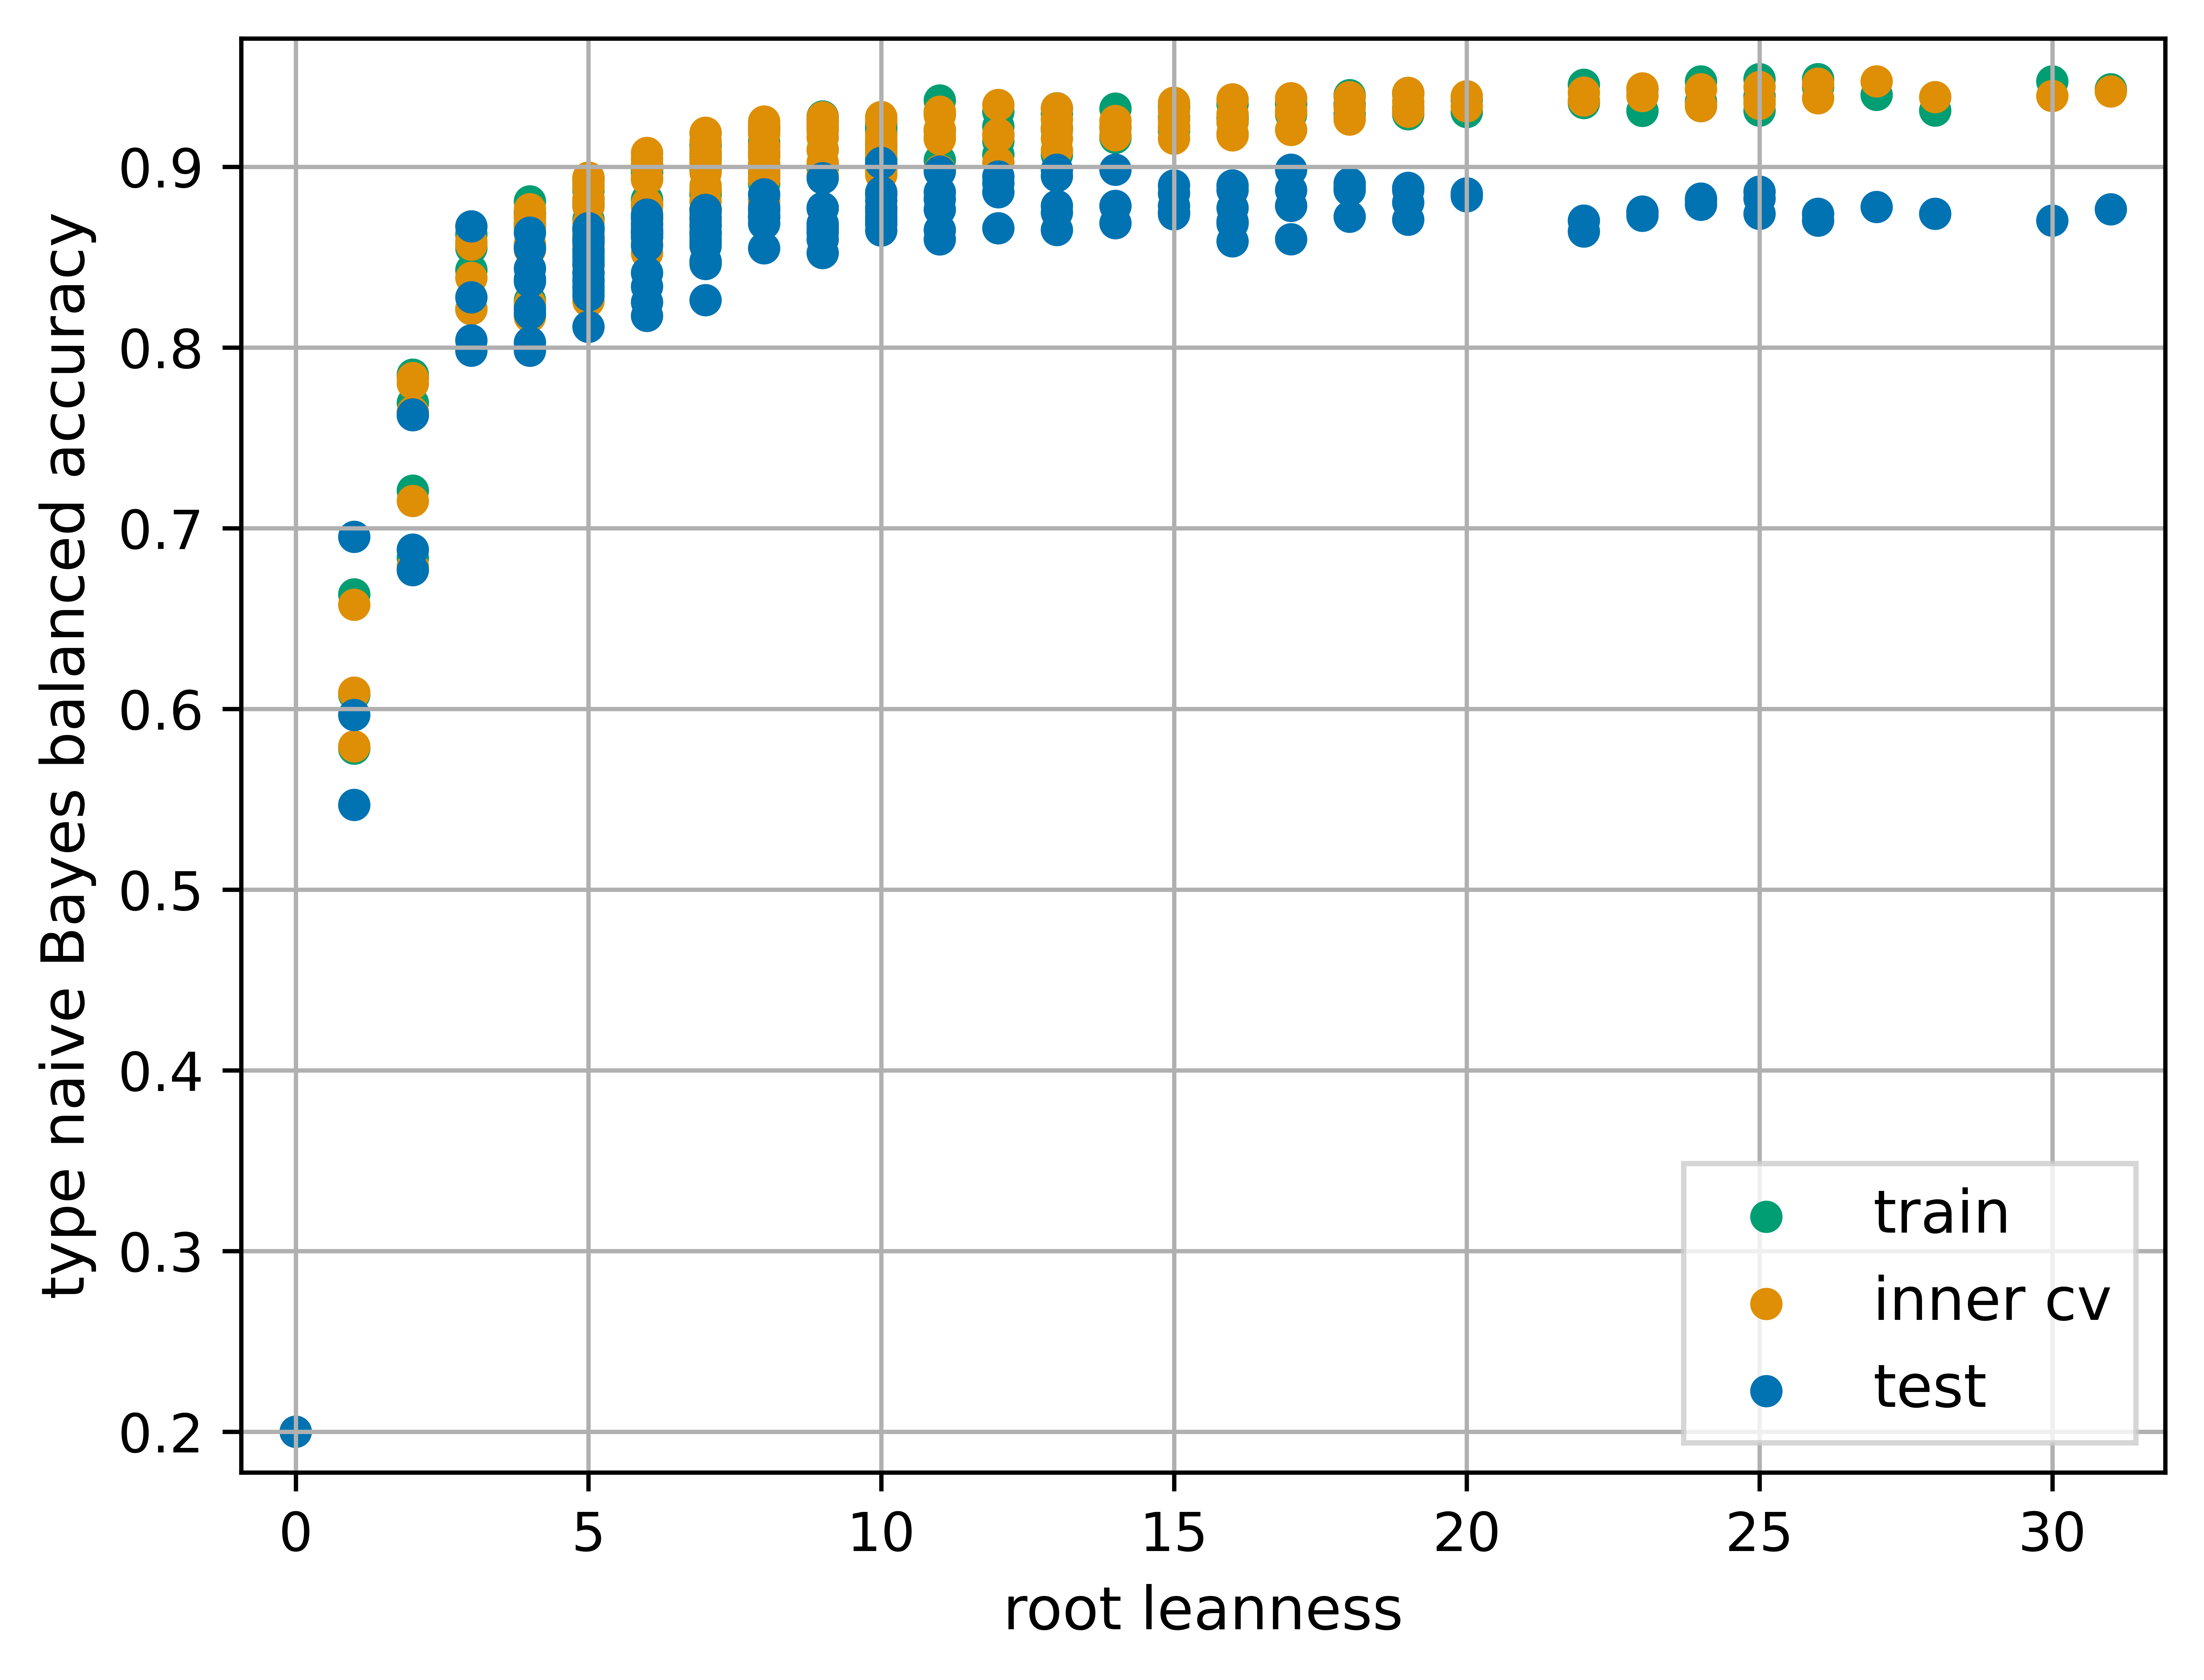 type naive Bayes balanced accuracy
0.9
0.8
0.7
0.6
0.5
0.4
0.3
0.2
train
inner cv
test
0 5 10 15 20 25 30
root leanness